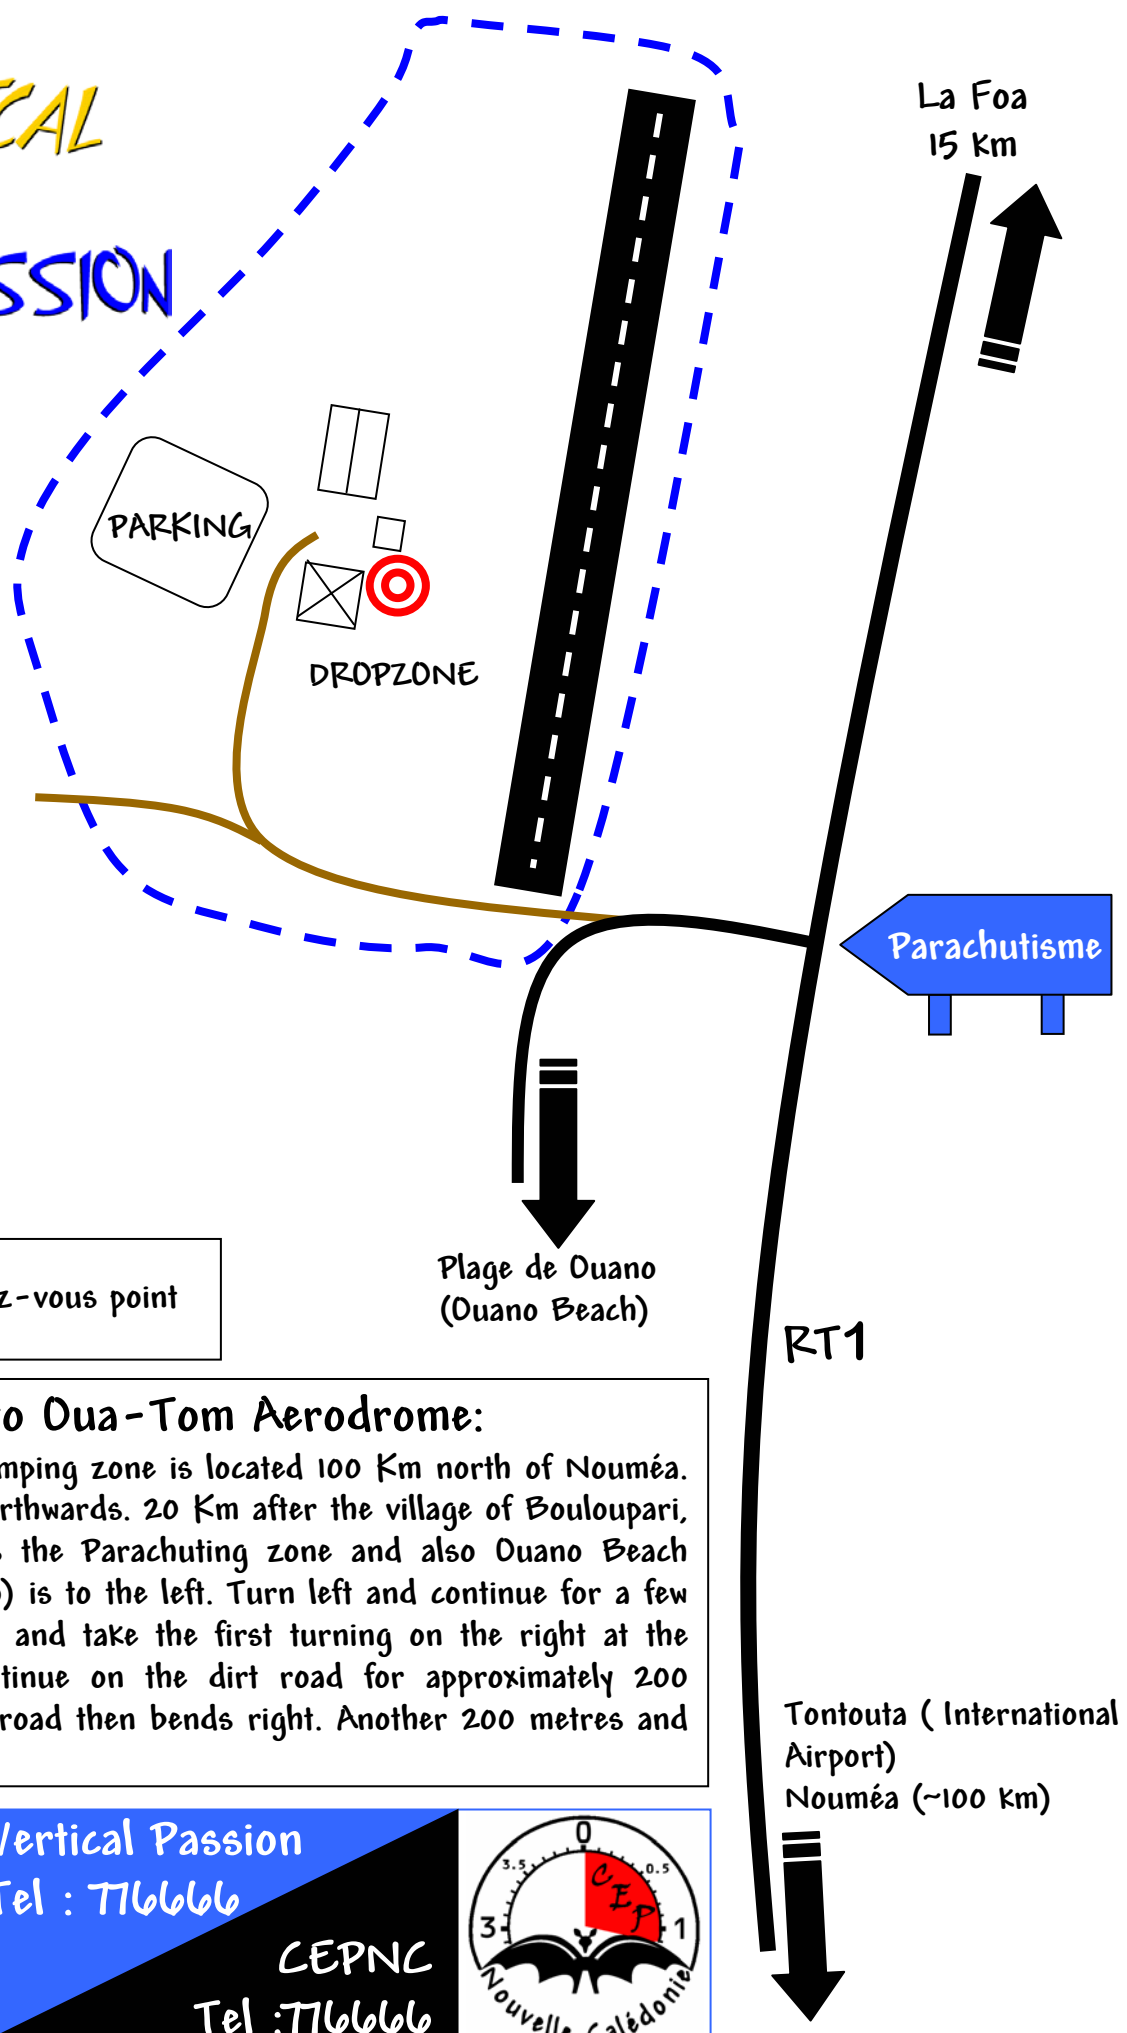 CAL
SSION
La Foa
15 Km
PARKING
DROPZONE
Parachutisme
Plage de Ouano
(Ouano Beach)
z-vous point
RT1
o Oua-Tom Aerodrome:
mping zone is located 100 Km north of Nouméa.
rthwards. 20 Km after the village of Bouloupari,
the Parachuting zone and also Ouano Beach
) is to the left. Turn left and continue for a few
and take the first turning on the right at the
tinue on the dirt road for approximately 200
road then bends right. Another 200 metres and
Tontouta ( International
Airport)
Nouméa (~100 Km)
Vertical Passion
Tel : 776666
CEPNC
Tel :776666
0
3.5
0.5
3
1
CEP
Nouvelle Calédonie